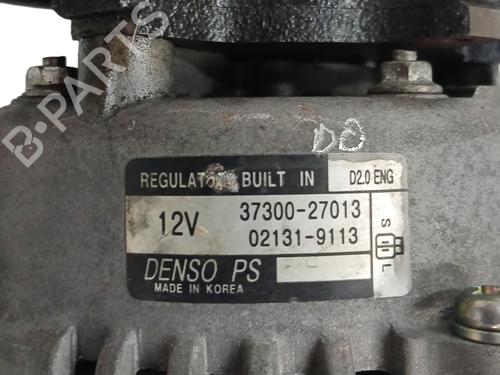 B-PARTS
D8
REGULATOR BUILT IN
D2.0 ENG
12V
37300-27013
02131-9113
S
L
DENSO PS
MADE IN KOREA